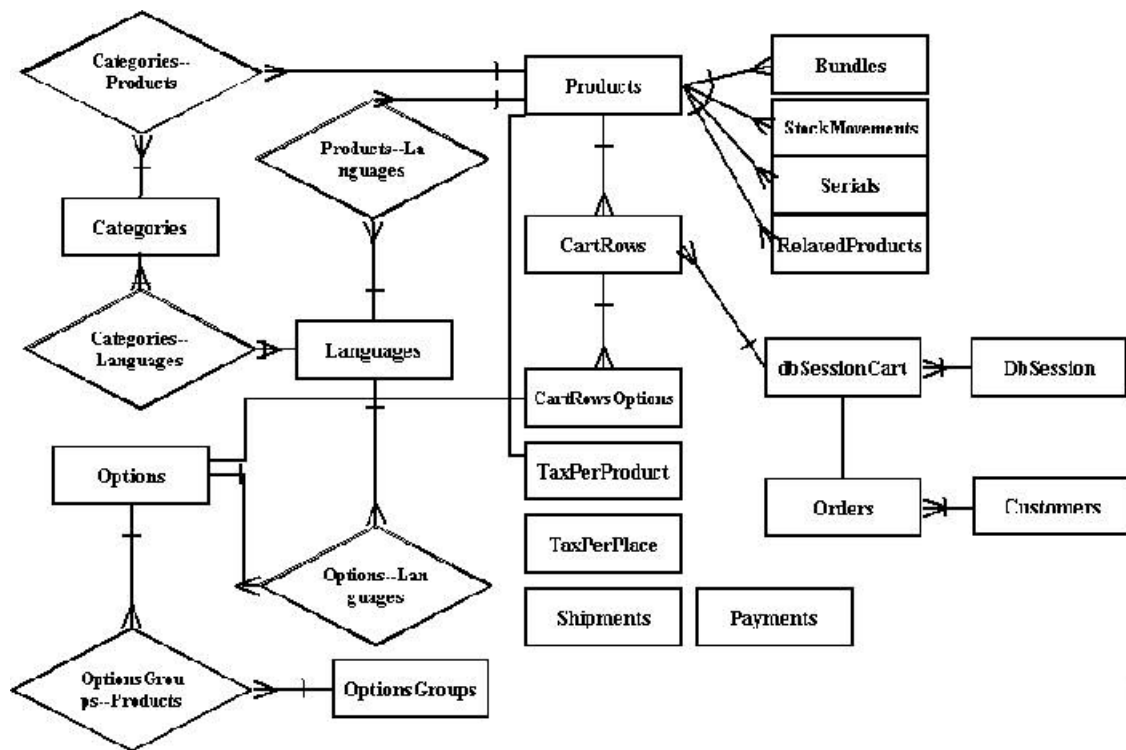 Categories--
Products
Products
Bundles
StockMovements
Serials
RelatedProducts
Products--La
nguages
Categories
CartRows
Categories--
Languages
Languages
dbSessionCart
DbSession
CartRowsOptions
Options
TaxPerProduct
Orders
Customers
TaxPerPlace
Options--Lan
guages
Shipments
Payments
OptionsGrou
ps--Products
OptionsGroups